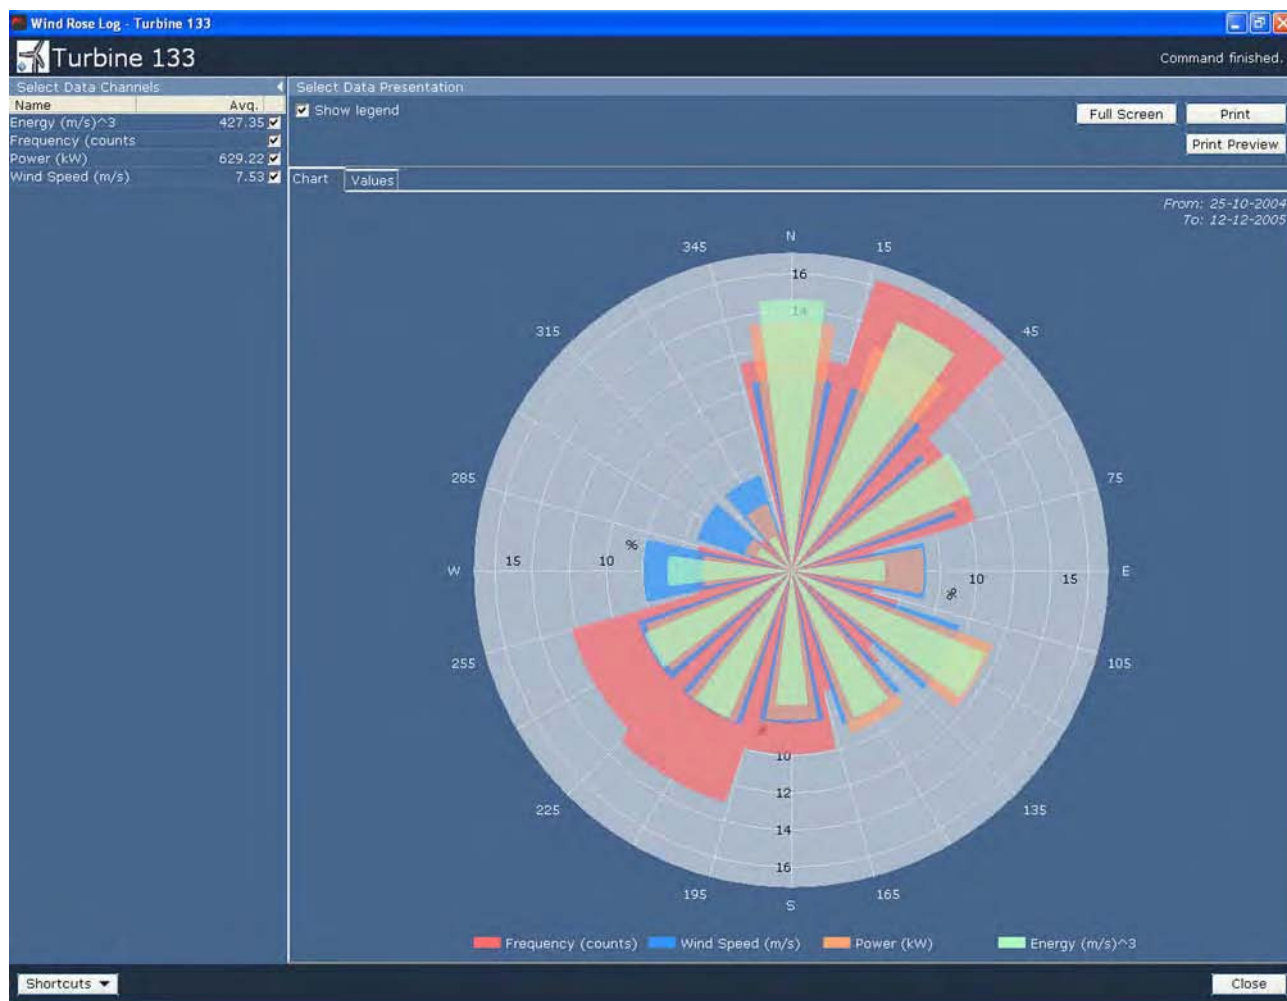 Wind Rose Log - Turbine 133
Turbine 133
Command finished.
Select Data Channels
Name Avg.
Energy (m/s)^3 427.35
Frequency (counts
Power (kW) 629.22
Wind Speed (m/s) 7.53
Select Data Presentation
Show legend
Full Screen
Print
Print Preview
Chart
Values
From: 25-10-2004
To: 12-12-2005
N
345
15
16
14
315
45
285
75
%
W
15
10
10
15
E
%
255
105
%
10
12
225
135
14
16
195
165
S
Frequency (counts) Wind Speed (m/s) Power (kW) Energy (m/s)^3
Shortcuts
Close